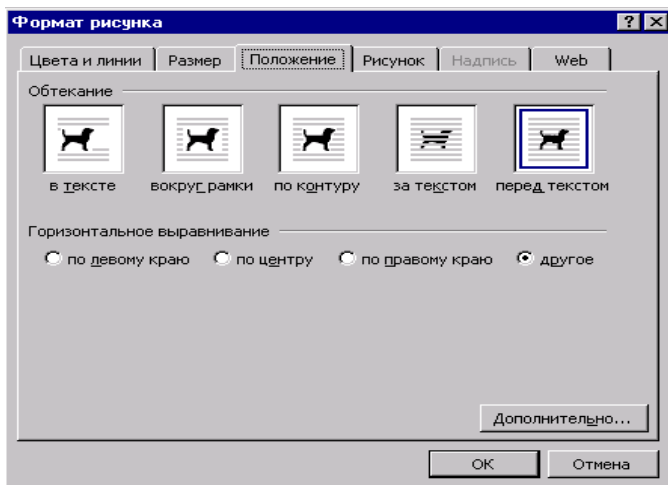 Формат рисунка
Цвета и линии Размер Положение Рисунок Надпись Web
Обтекание
в тексте вокруг рамки по контуру за текстом перед текстом
Горизонтальное выравнивание
по левому краю по центру по правому краю другое
Дополнительно...
ОК Отмена